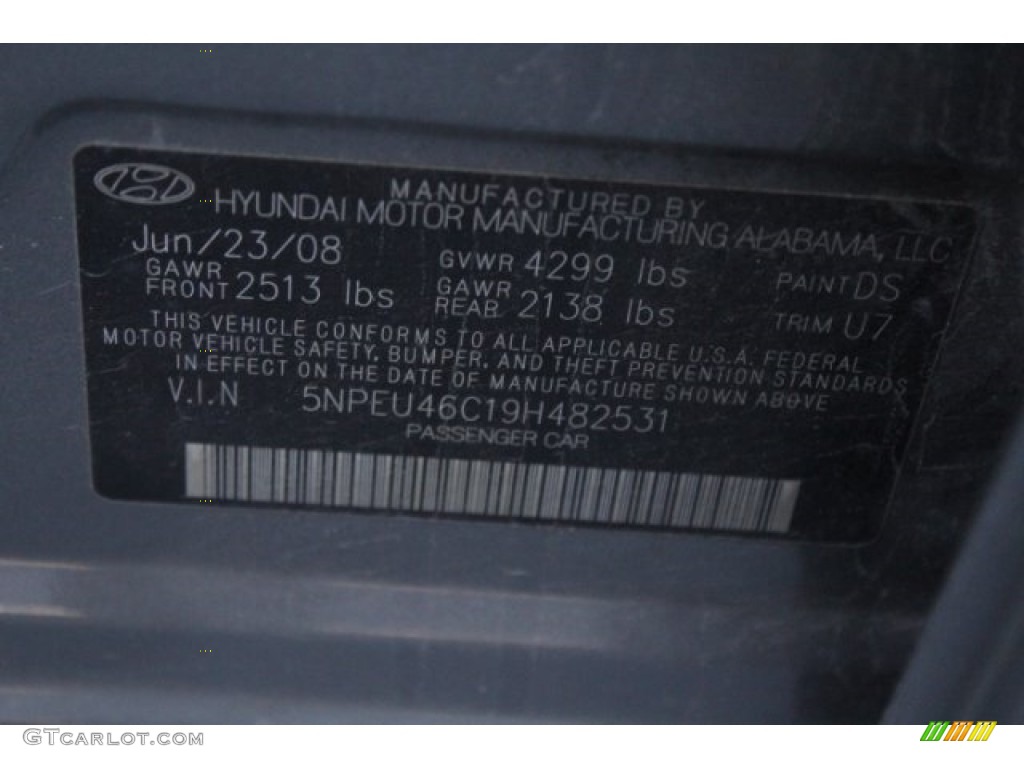 MANUFACTURED BY
HYUNDAI MOTOR MANUFACTURING ALABAMA, LLC
Jun/23/08 GVWR 4299 lbs PAINT DS
GAWR FRONT 2513 lbs GAWR REAR 2138 lbs TRIM U7
THIS VEHICLE CONFORMS TO ALL APPLICABLE U.S.A. FEDERAL
MOTOR VEHICLE SAFETY, BUMPER, AND THEFT PREVENTION STANDARDS
IN EFFECT ON THE DATE OF MANUFACTURE SHOWN ABOVE
V.I.N 5NPEU46C19H482531
PASSENGER CAR
GTCARLOT.COM